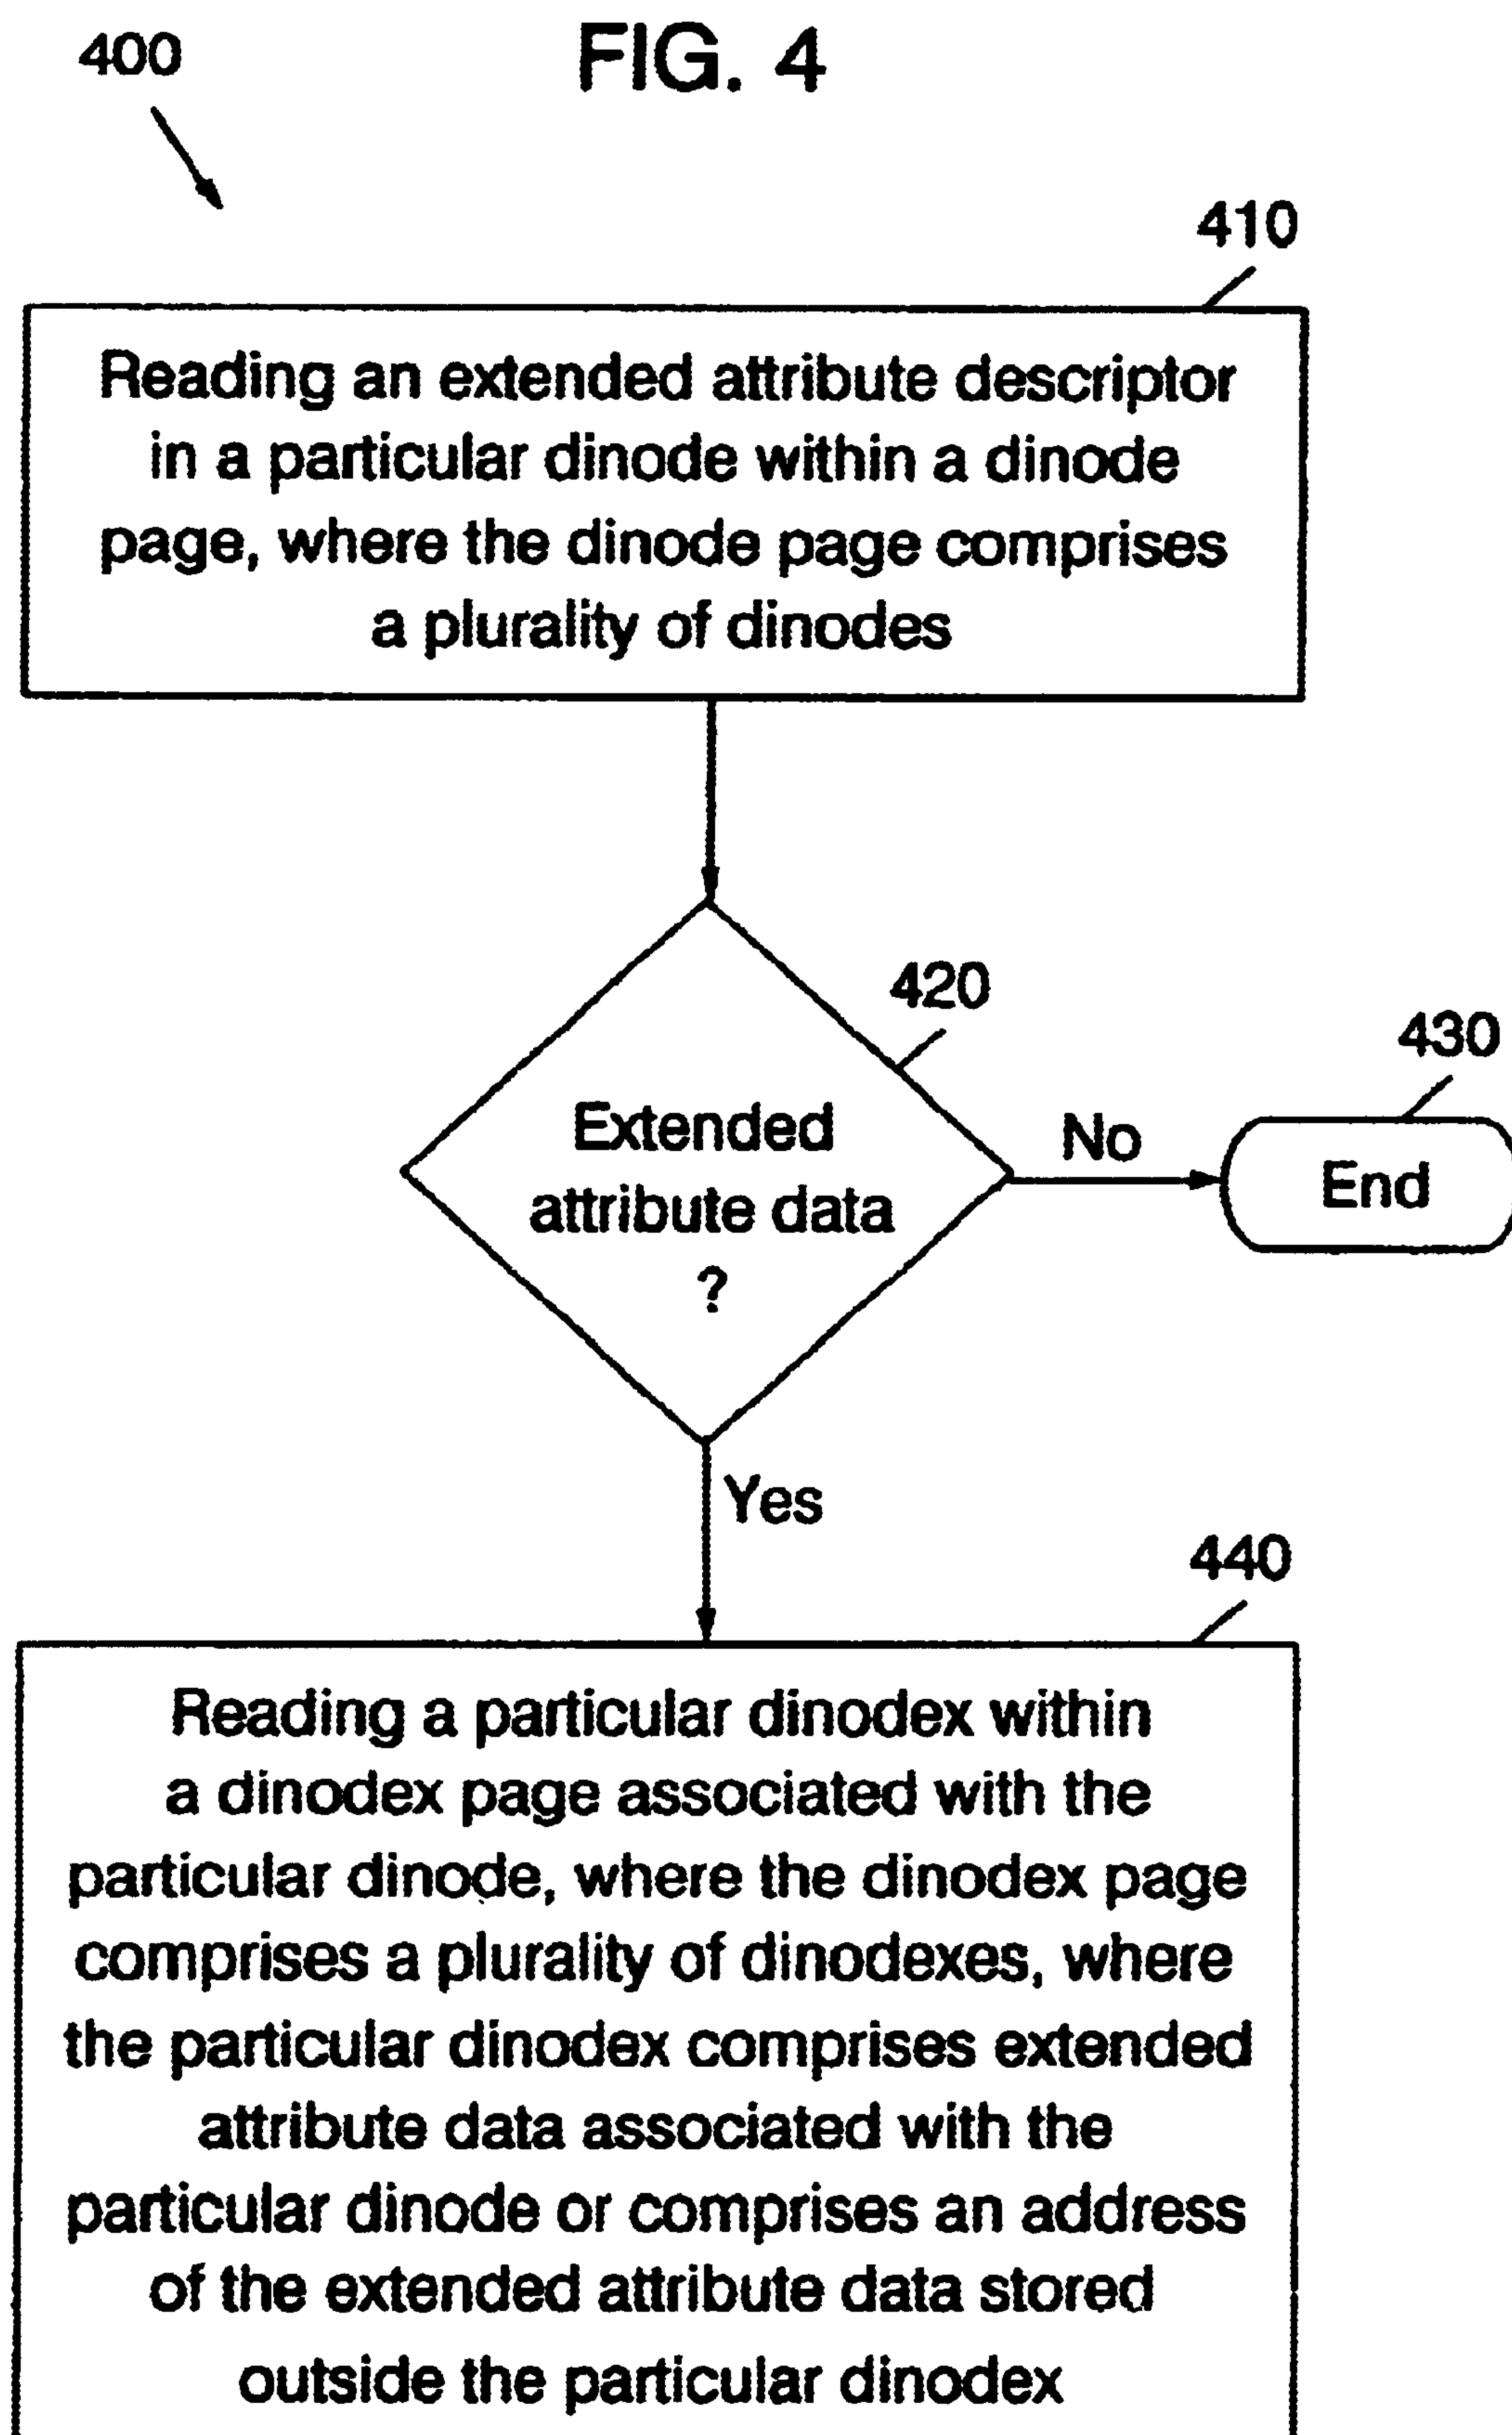 FIG. 4
400
410
Reading an extended attribute descriptor
in a particular dinode within a dinode
page, where the dinode page comprises
a plurality of dinodes
420
430
Extended
attribute data
?
No
End
Yes
440
Reading a particular dinodex within
a dinodex page associated with the
particular dinode, where the dinodex page
comprises a plurality of dinodexes, where
the particular dinodex comprises extended
attribute data associated with the
particular dinode or comprises an address
of the extended attribute data stored
outside the particular dinodex